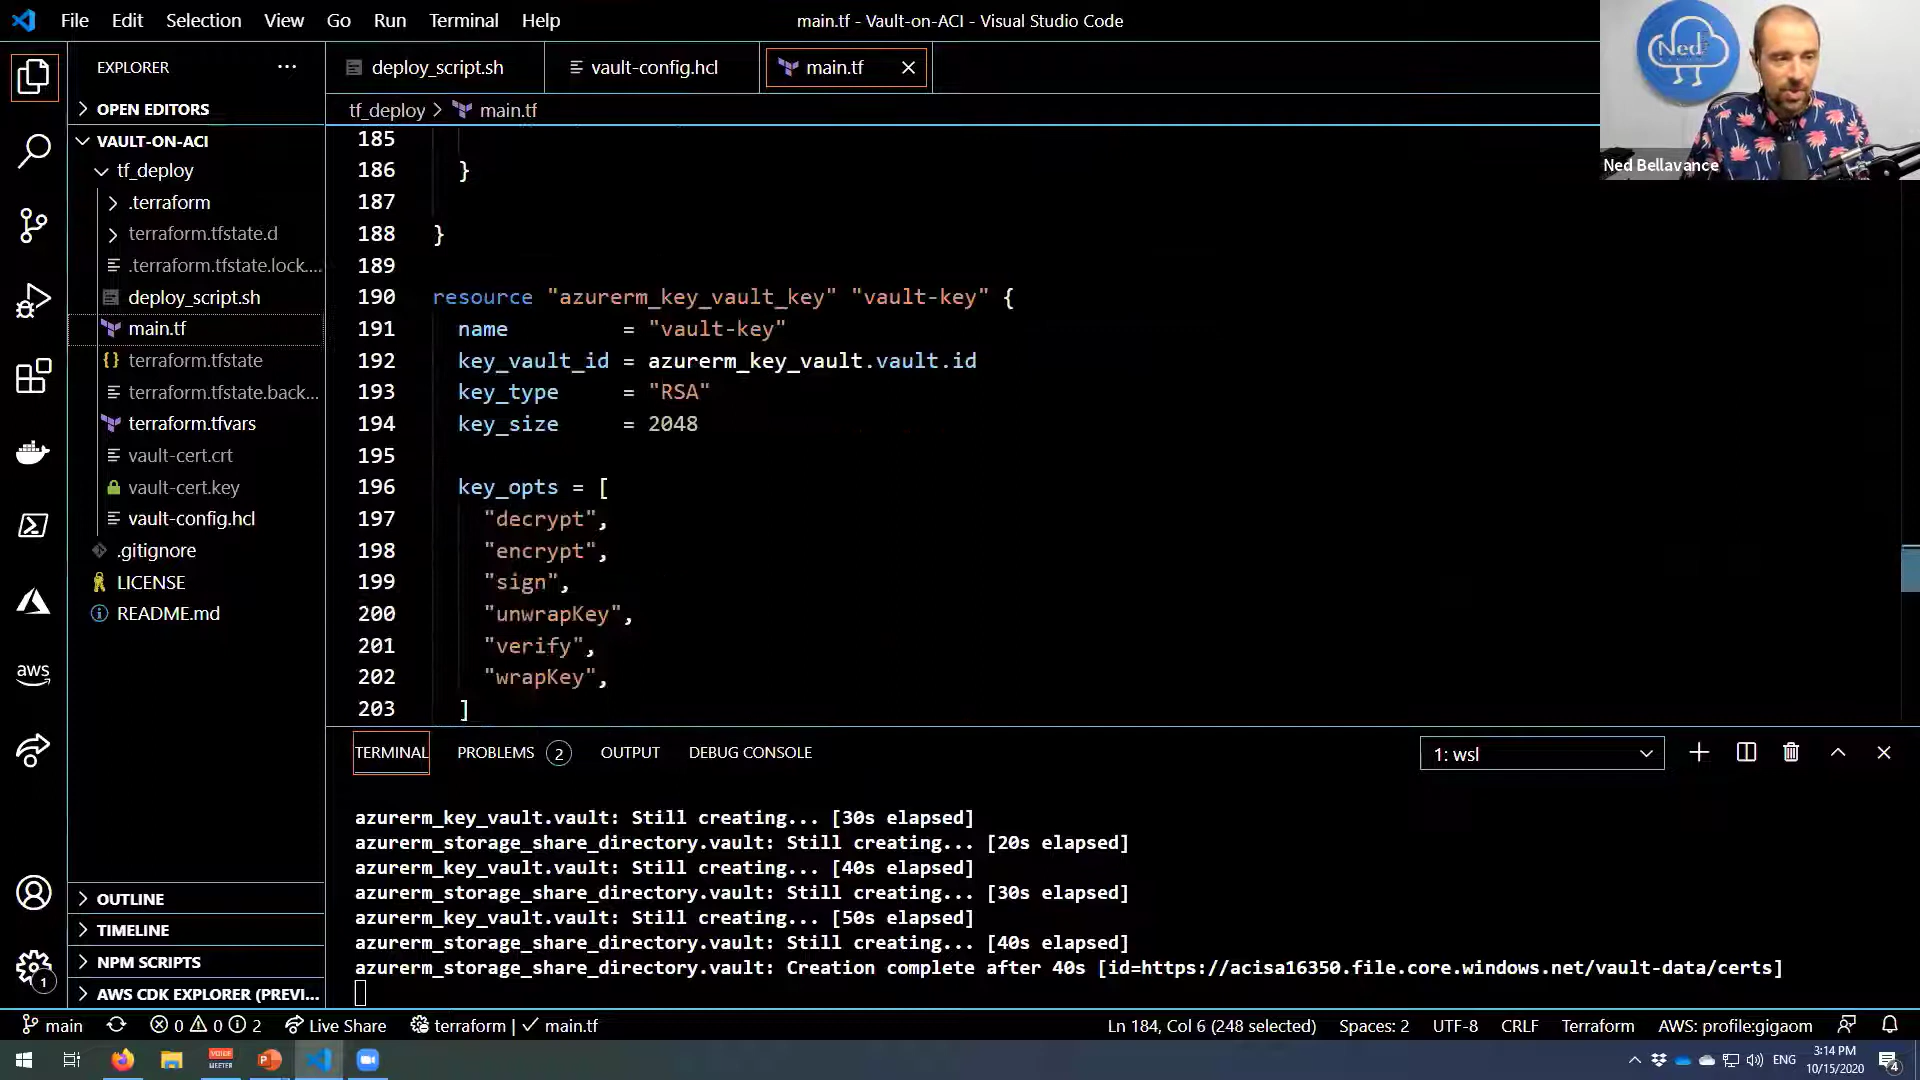 File Edit Selection View Go Run Terminal Help
main.tf - Vault-on-ACI - Visual Studio Code
Ned
Ned Bellavance
EXPLORER
deploy_script.sh
vault-config.hcl
main.tf
OPEN EDITORS
tf_deploy > main.tf
VAULT-ON-ACI
tf_deploy
.terraform
terraform.tfstate.d
.terraform.tfstate.lock....
deploy_script.sh
main.tf
terraform.tfstate
terraform.tfstate.back...
terraform.tfvars
vault-cert.crt
vault-cert.key
vault-config.hcl
.gitignore
LICENSE
README.md
OUTLINE
TIMELINE
NPM SCRIPTS
AWS CDK EXPLORER (PREVI...
aws
1
185
186 }
187
188 }
189
190 resource "azurerm_key_vault_key" "vault-key" {
191 name = "vault-key"
192 key_vault_id = azurerm_key_vault.vault.id
193 key_type = "RSA"
194 key_size = 2048
195
196 key_opts = [
197 "decrypt",
198 "encrypt",
199 "sign",
200 "unwrapKey",
201 "verify",
202 "wrapKey",
203 ]
TERMINAL PROBLEMS 2 OUTPUT DEBUG CONSOLE
1: wsl
azurerm_key_vault.vault: Still creating... [30s elapsed]
azurerm_storage_share_directory.vault: Still creating... [20s elapsed]
azurerm_key_vault.vault: Still creating... [40s elapsed]
azurerm_storage_share_directory.vault: Still creating... [30s elapsed]
azurerm_key_vault.vault: Still creating... [50s elapsed]
azurerm_storage_share_directory.vault: Still creating... [40s elapsed]
azurerm_storage_share_directory.vault: Creation complete after 40s [id=https://acisa16350.file.core.windows.net/vault-data/certs]
main 0 0 2 Live Share terraform | main.tf
Ln 184, Col 6 (248 selected) Spaces: 2 UTF-8 CRLF Terraform AWS: profile:gigaom
VOICE
MEETER
ENG
3:14 PM
10/15/2020
4